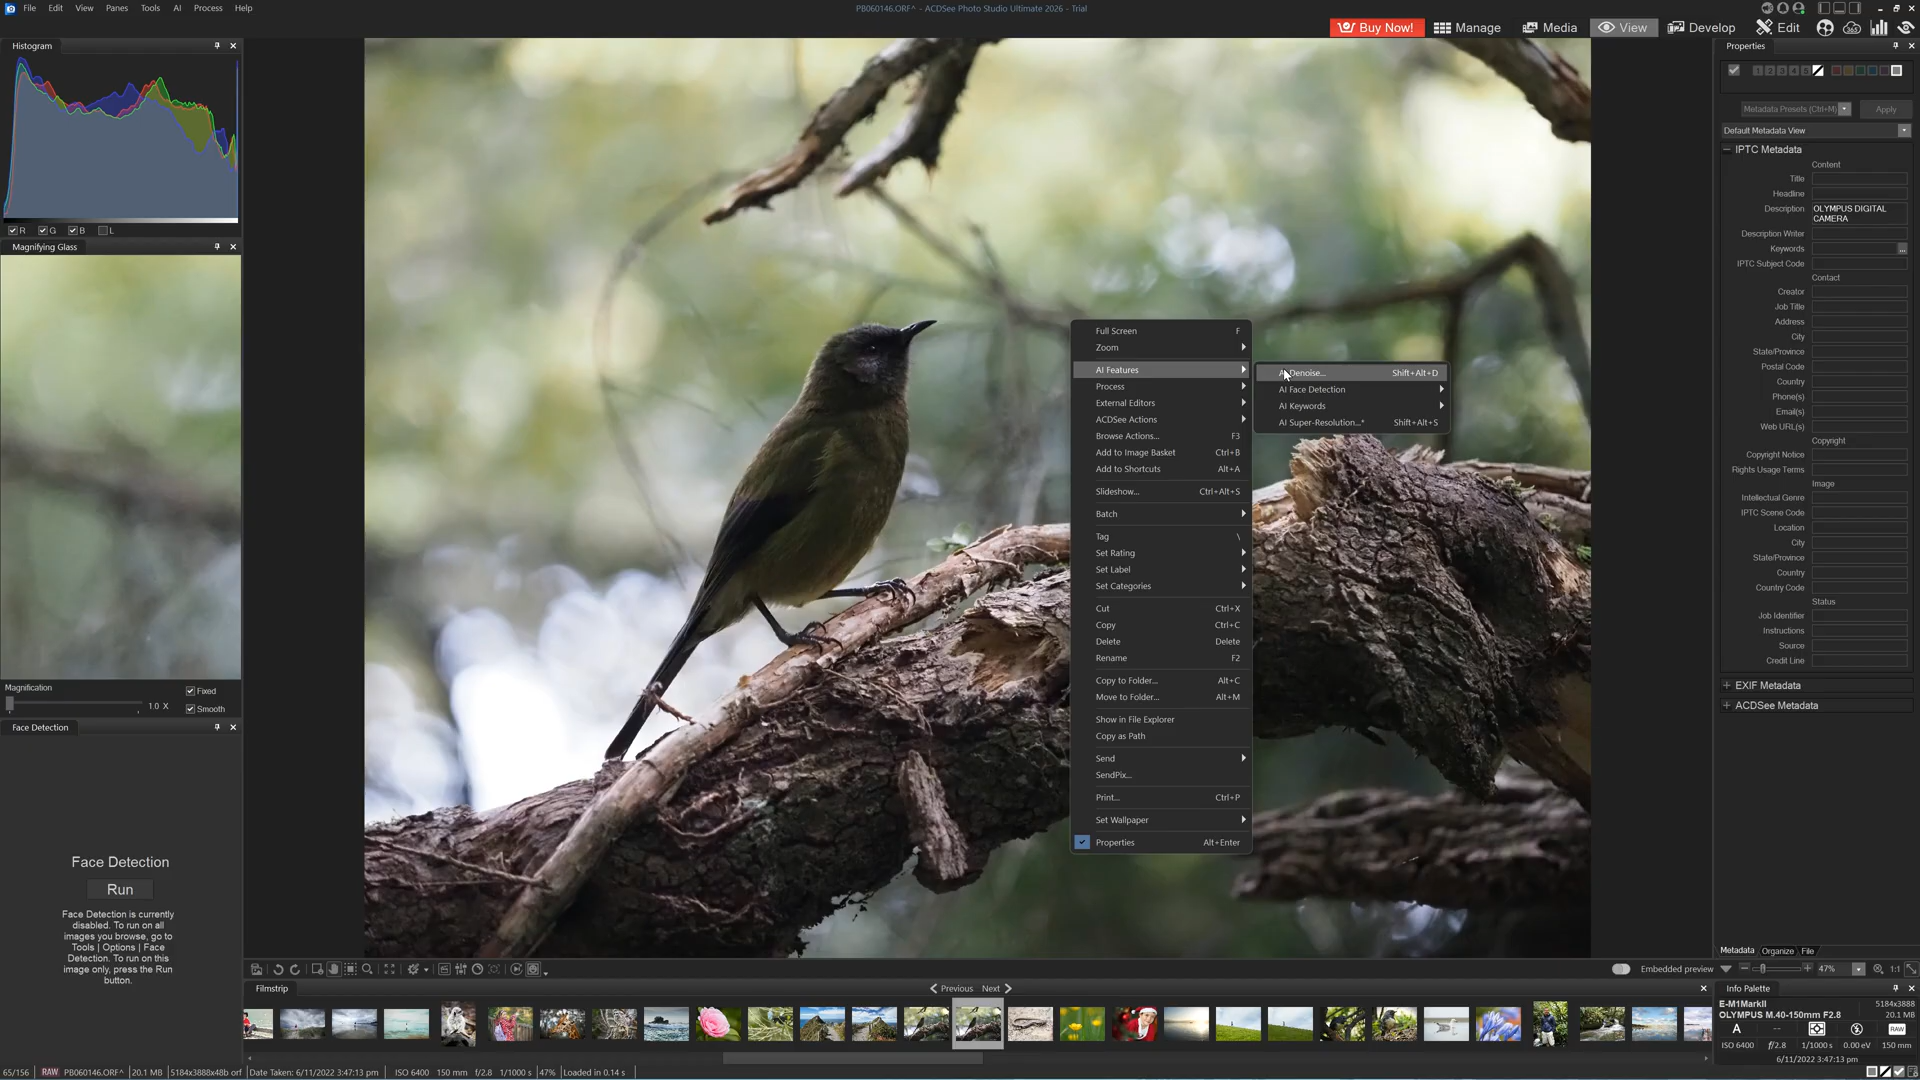 File Edit View Panes Tools AI Process Help
PB060146.ORF^ - ACDSee Photo Studio Ultimate 2026 - Trial
Buy Now! Manage Media View Develop Edit 365
Histogram
R G B L
Magnifying Glass
Magnification
1.0 X
Fixed
Smooth
Face Detection
Face Detection
Run
Face Detection is currently
disabled. To run on all
images you browse, go to
Tools | Options | Face
Detection. To run on this
image only, press the Run
button.
Full Screen F
Zoom
AI Features
Process
External Editors
ACDSee Actions
Browse Actions... F3
Add to Image Basket Ctrl+B
Add to Shortcuts Alt+A
Slideshow... Ctrl+Alt+S
Batch
Tag \
Set Rating
Set Label
Set Categories
Cut Ctrl+X
Copy Ctrl+C
Delete Delete
Rename F2
Copy to Folder... Alt+C
Move to Folder... Alt+M
Show in File Explorer
Copy as Path
Send
SendPix...
Print... Ctrl+P
Set Wallpaper
Properties Alt+Enter
AI Denoise... Shift+Alt+D
AI Face Detection
AI Keywords
AI Super-Resolution...* Shift+Alt+S
Properties
1 2 3 4 5
Metadata Presets (Ctrl+M) Apply
Default Metadata View
IPTC Metadata
Content
Title
Headline
Description OLYMPUS DIGITAL
CAMERA
Description Writer
Keywords ...
IPTC Subject Code
Contact
Creator
Job Title
Address
City
State/Province
Postal Code
Country
Phone(s)
Email(s)
Web URL(s)
Copyright
Copyright Notice
Rights Usage Terms
Image
Intellectual Genre
IPTC Scene Code
Location
City
State/Province
Country
Country Code
Status
Job Identifier
Instructions
Source
Credit Line
EXIF Metadata
ACDSee Metadata
Metadata Organize File
Embedded preview 47% 1:1
Filmstrip
Previous Next
Info Palette
E-M1MarkII 5184x3888
OLYMPUS M.40-150mm F2.8 20.1 MB
A -- RAW
ISO 6400 f/2.8 1/1000 s 0.00 eV 150 mm
6/11/2022 3:47:13 pm
65/156 RAW PB060146.ORF^ 20.1 MB 5184x3888x48b orf Date Taken: 6/11/2022 3:47:13 pm ISO 6400 150 mm f/2.8 1/1000 s 47% Loaded in 0.14 s